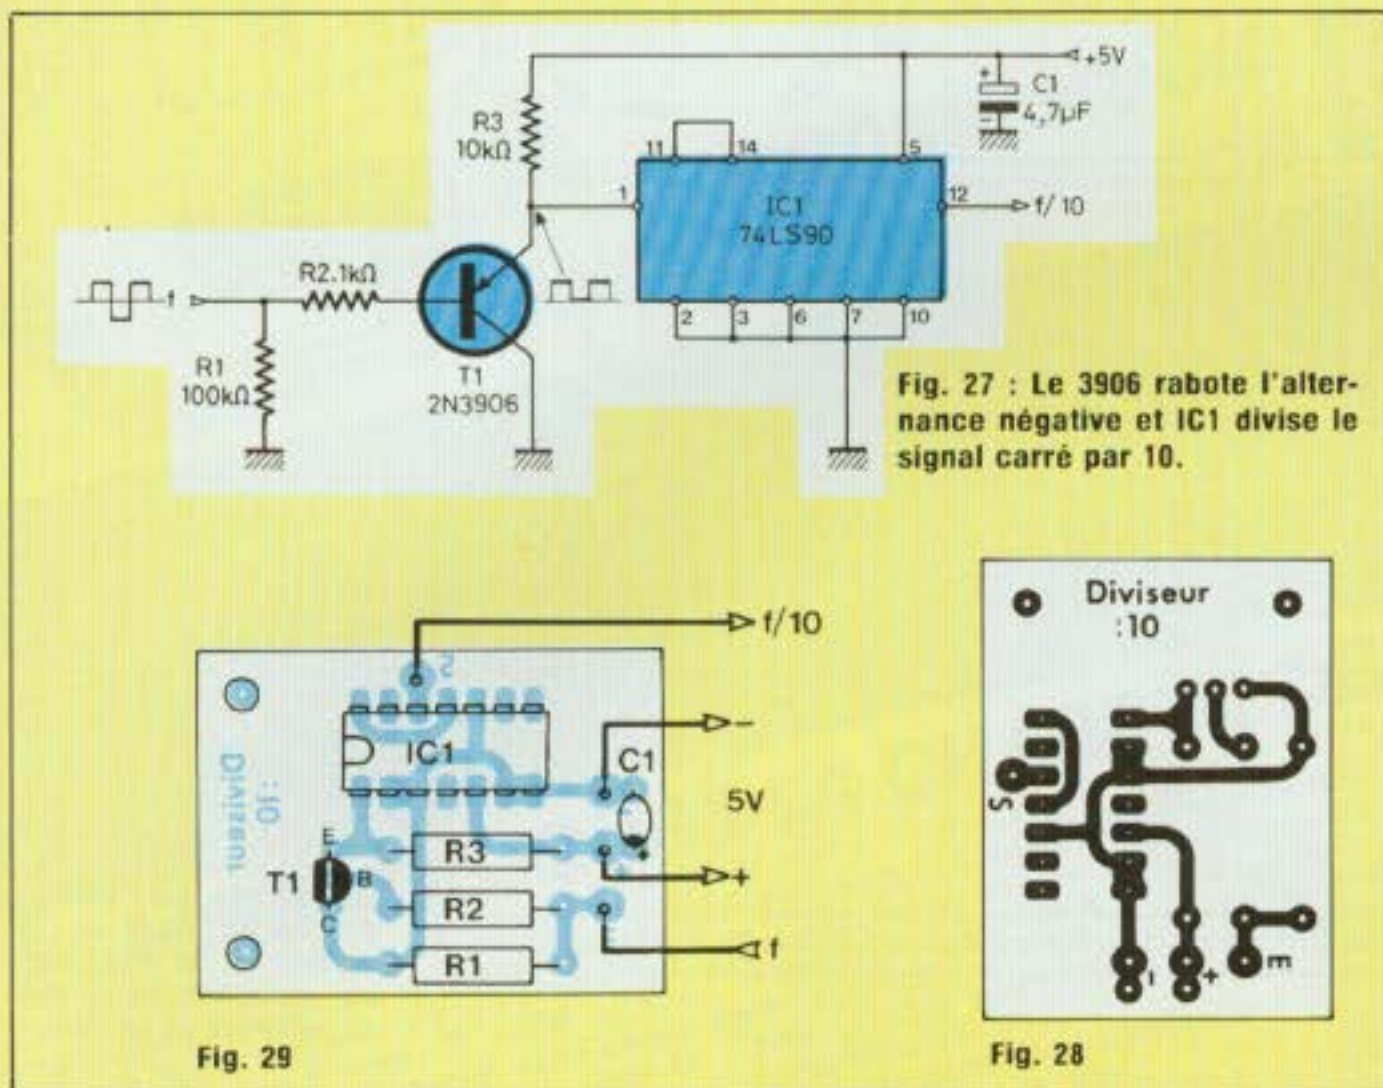 +5V
+
C1
4,7µF
-
R3
10kΩ
11
14
5
1
IC1
74LS90
12
f/10
f
R2.1kΩ
2
3
6
7
10
R1
100kΩ
T1
2N3906
Fig. 27 : Le 3906 rabote l'alter-
nance négative et IC1 divise le
signal carré par 10.
f/10
S
IC1
-
C1
5V
+
+
Diviseur
:10
E
T1
B
C
R3
R2
R1
f
Fig. 29
Diviseur
:10
S
-
+
E
Fig. 28